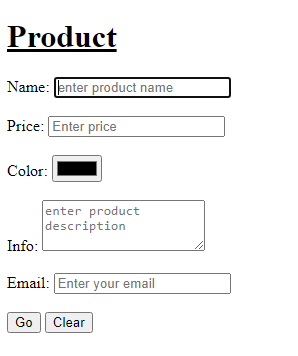 Product
Name: enter product name
Price: Enter price
Color:
enter product
description
Info:
Email: Enter your email
Go Clear